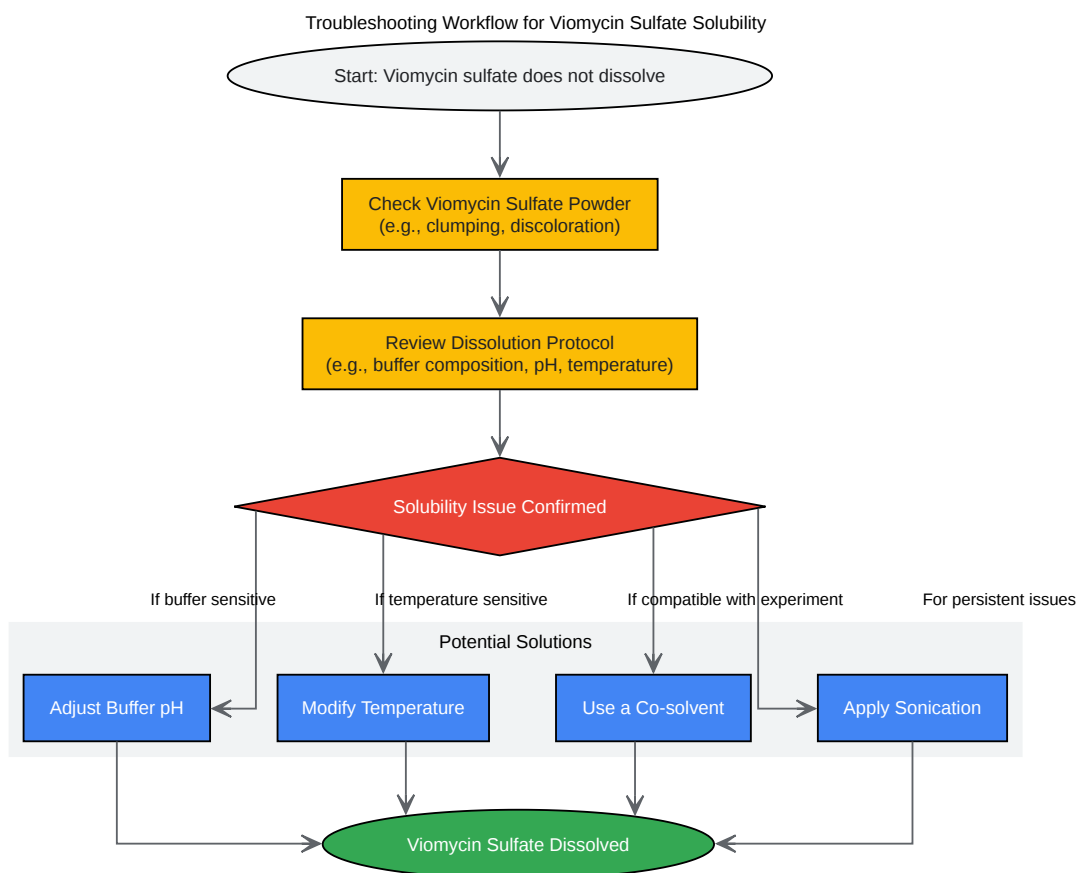 Troubleshooting Workflow for Viomycin Sulfate Solubility
Start: Viomycin sulfate does not dissolve
Check Viomycin Sulfate Powder
(e.g., clumping, discoloration)
Review Dissolution Protocol
(e.g., buffer composition, pH, temperature)
Solubility Issue Confirmed
If buffer sensitive
If temperature sensitive
If compatible with experiment
For persistent issues
Potential Solutions
Adjust Buffer pH
Modify Temperature
Use a Co-solvent
Apply Sonication
Viomycin Sulfate Dissolved